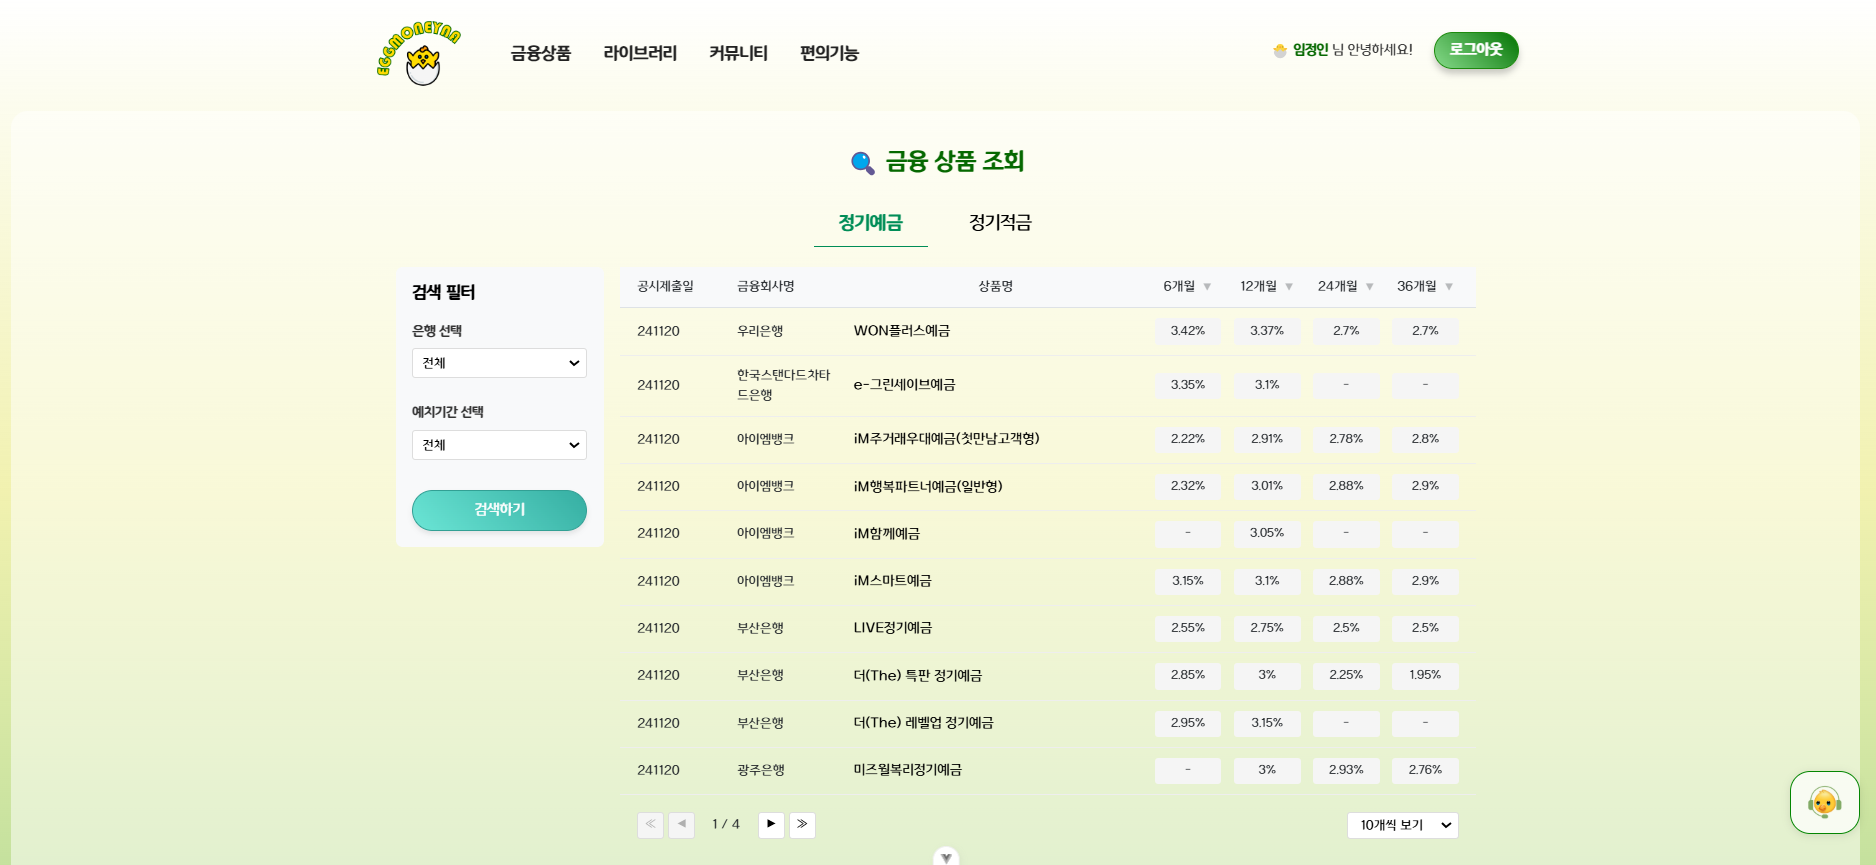 EGGMONEYNA
금융상품 라이브러리 커뮤니티 편의기능
임정인 님 안녕하세요!
로그아웃
금융 상품 조회
정기예금 정기적금
검색 필터
은행 선택
전체
예치기간 선택
전체
검색하기
공시제출일 금융회사명 상품명 6개월 ▼ 12개월 ▼ 24개월 ▼ 36개월 ▼
241120 우리은행 WON플러스예금 3.42% 3.37% 2.7% 2.7%
241120 한국스탠다드차타
드은행 e-그린세이브예금 3.35% 3.1% - -
241120 아이엠뱅크 iM주거래우대예금(첫만남고객형) 2.22% 2.91% 2.78% 2.8%
241120 아이엠뱅크 iM행복파트너예금(일반형) 2.32% 3.01% 2.88% 2.9%
241120 아이엠뱅크 iM함께예금 - 3.05% - -
241120 아이엠뱅크 iM스마트예금 3.15% 3.1% 2.88% 2.9%
241120 부산은행 LIVE정기예금 2.55% 2.75% 2.5% 2.5%
241120 부산은행 더(The) 특판 정기예금 2.85% 3% 2.25% 1.95%
241120 부산은행 더(The) 레벨업 정기예금 2.95% 3.15% - -
241120 광주은행 미즈월복리정기예금 - 3% 2.93% 2.76%
≪ ◀ 1 / 4 ▶ ≫
10개씩 보기